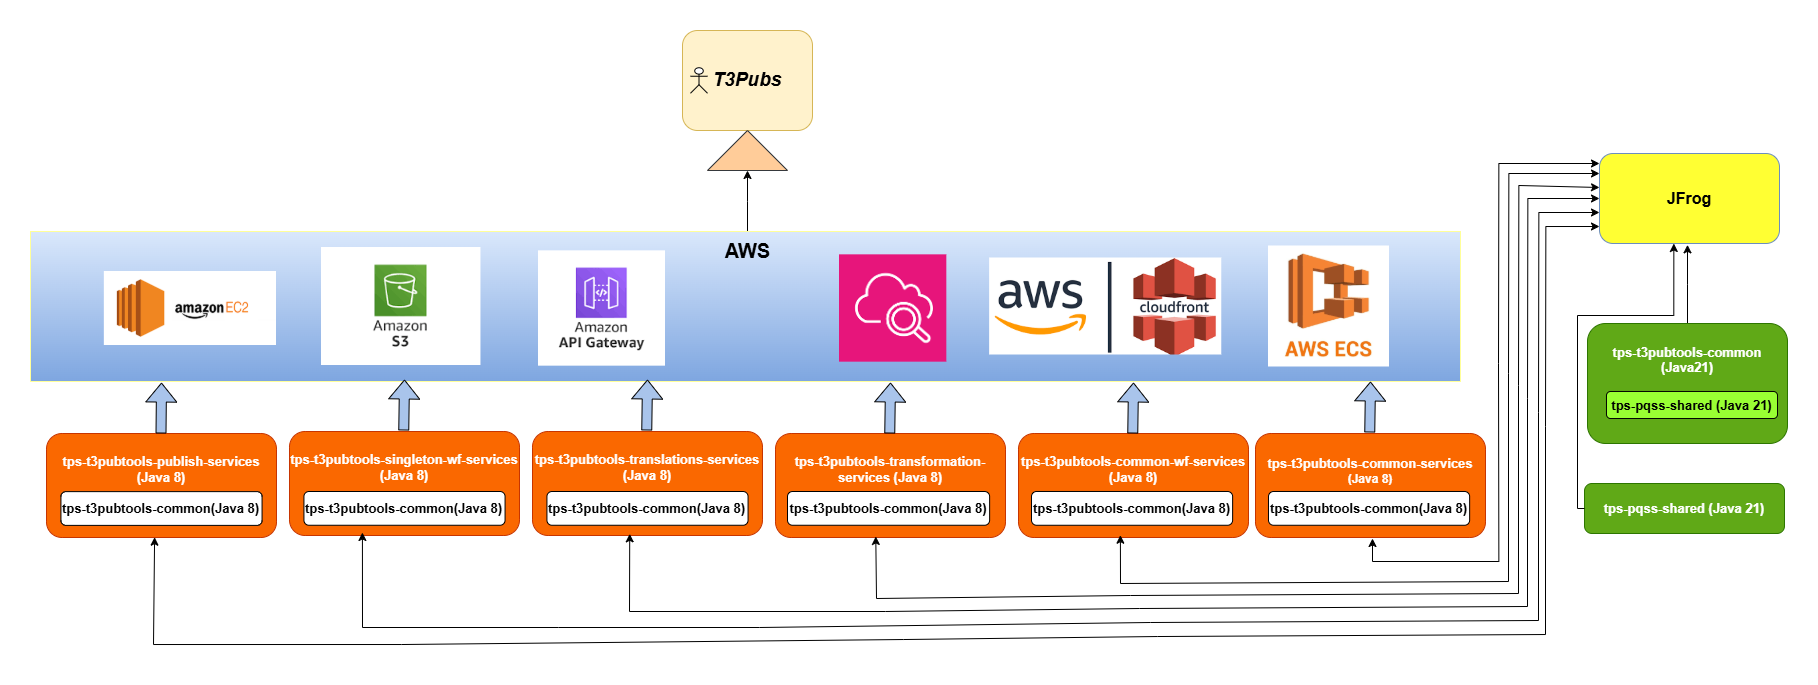 T3Pubs
JFrog
AWS
amazon EC2
Amazon
S3
Amazon
API Gateway
aws
cloudfront
AWS ECS
tps-t3pubtools-common
(Java21)
tps-pqss-shared (Java 21)
tps-t3pubtools-publish-services
(Java 8)
tps-t3pubtools-common(Java 8)
tps-t3pubtools-singleton-wf-services
(Java 8)
tps-t3pubtools-common(Java 8)
tps-t3pubtools-translations-services
(Java 8)
tps-t3pubtools-common(Java 8)
tps-t3pubtools-transformation-
services (Java 8)
tps-t3pubtools-common(Java 8)
tps-t3pubtools-common-wf-services
(Java 8)
tps-t3pubtools-common(Java 8)
tps-t3pubtools-common-services
(Java 8)
tps-t3pubtools-common(Java 8)
tps-pqss-shared (Java 21)